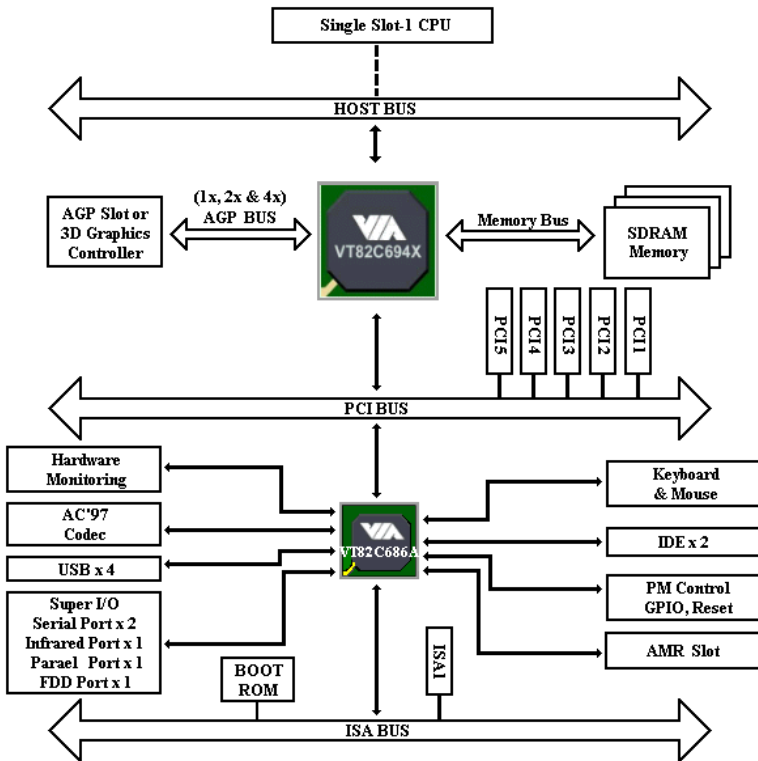 Single Slot-1 CPU
HOST BUS
(1x, 2x & 4x)
AGP BUS
AGP Slot or
3D Graphics
Controller
VIA
VT82C694X
Memory Bus
SDRAM
Memory
PCI5
PCI4
PCI3
PCI2
PCI1
PCI BUS
Hardware
Monitoring
AC'97
Codec
USB x 4
Super I/O
Serial Port x 2
Infrared Port x 1
Parael Port x 1
FDD Port x 1
VIA
VT82C686A
Keyboard
& Mouse
IDE x 2
PM Control
GPIO, Reset
AMR Slot
BOOT
ROM
ISA1
ISA BUS